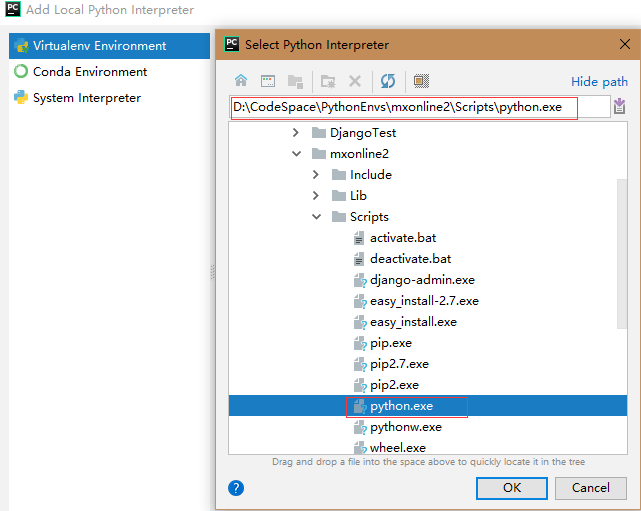 PC Add Local Python Interpreter
Virtualenv Environment
Conda Environment
System Interpreter
PC Select Python Interpreter
Hide path
D:\CodeSpace\PythonEnvs\mxonline2\Scripts\python.exe
DjangoTest
mxonline2
Include
Lib
Scripts
activate.bat
deactivate.bat
django-admin.exe
easy_install-2.7.exe
easy_install.exe
pip.exe
pip2.7.exe
pip2.exe
python.exe
pythonw.exe
wheel.exe
Drag and drop a file into the space above to quickly locate it in the tree
?
OK
Cancel